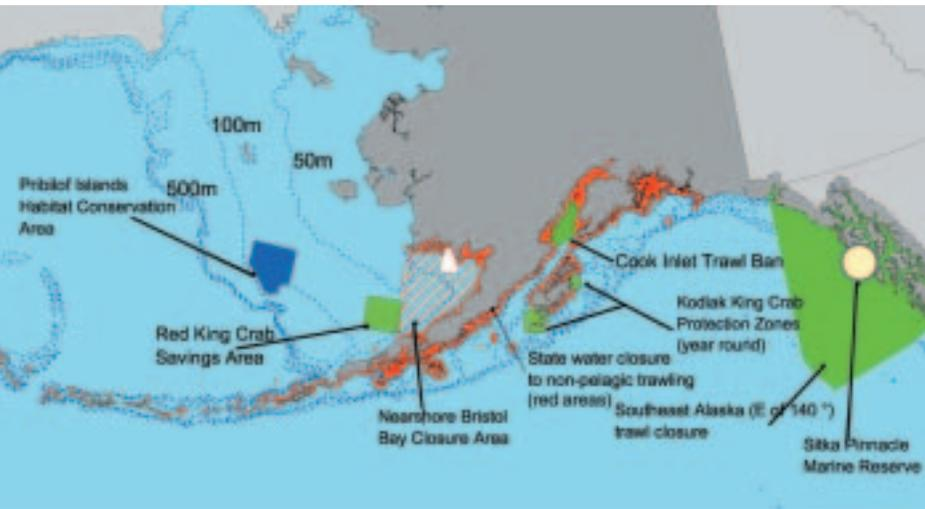 100m
50m
500m
Pribilof Islands
Habitat Conservation
Area
Red King Crab
Savings Area
Nearshore Bristol
Bay Closure Area
State water closure
to non-pelagic trawling
(red areas)
Cook Inlet Trawl Ban
Kodiak King Crab
Protection Zones
(year round)
Southeast Alaska (E of 140 °)
trawl closure
Sitka Pinnacle
Marine Reserve